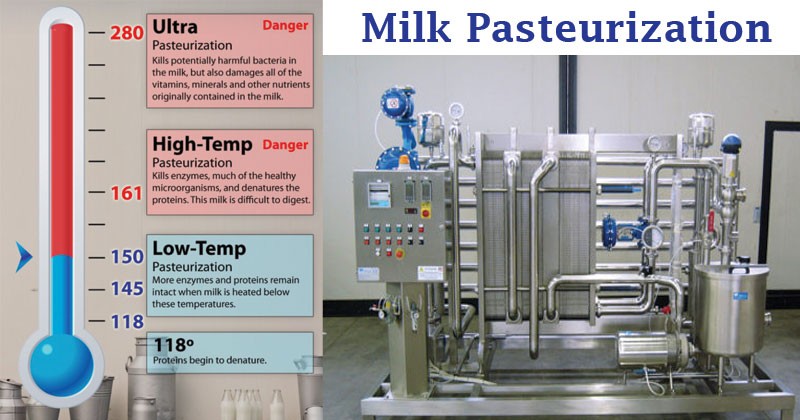 Milk Pasteurization
280
Ultra Danger
Pasteurization
Kills potentially harmful bacteria in
the milk, but also damages all of the
vitamins, minerals and other nutrients
originally contained in the milk.
High-Temp Danger
Pasteurization
161
Kills enzymes, much of the healthy
microorganisms, and denatures the
proteins. This milk is difficult to digest.
150
Low-Temp
Pasteurization
More enzymes and proteins remain
intact when milk is heated below
these temperatures.
145
118
118º
Proteins begin to denature.